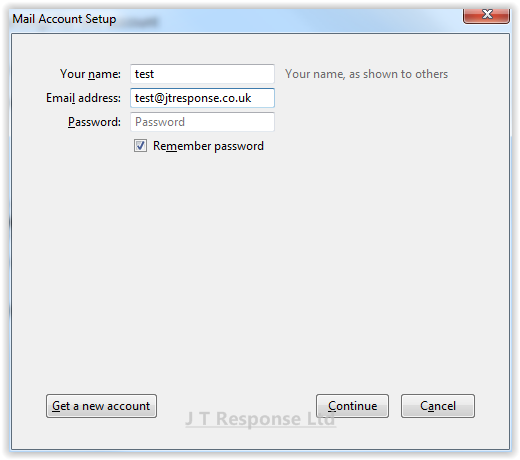 Mail Account Setup
Your name: test Your name, as shown to others
Email address: test@jtresponse.co.uk
Password: Password
Remember password
Get a new account Continue Cancel
J T Response Ltd